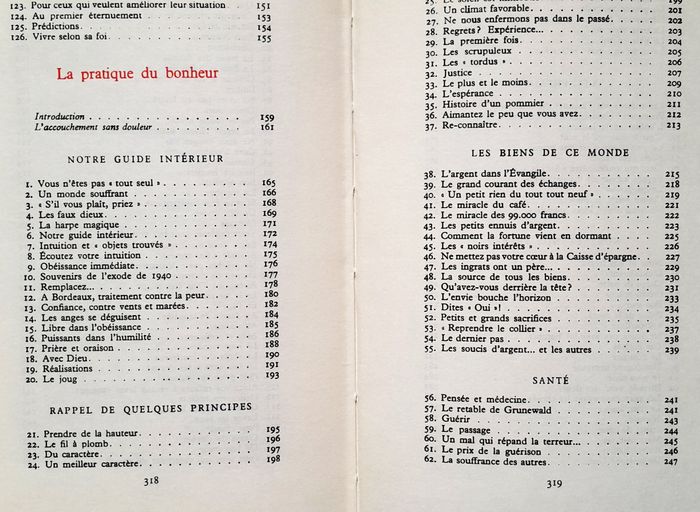 123. Pour ceux qui veulent améliorer leur situation . 151
124. Au premier éternuement . . . . . . . . . 153
125. Prédictions. . . . . . . . . . . . . . 154
126. Vivre selon sa foi. . . . . . . . . . . . 155
La pratique du bonheur
Introduction . . . . . . . . . . . . . . 159
L'accouchement sans douleur . . . . . . . . . 161
NOTRE GUIDE INTÉRIEUR
1. Vous n'êtes pas « tout seul » . . . . . . . . . 165
2. Un monde souffrant . . . . . . . . . . . 166
3. « S'il vous plaît, priez » . . . . . . . . . . 168
4. Les faux dieux. . . . . . . . . . . . . 169
5. La harpe magique . . . . . . . . . . . . 171
6. Notre guide intérieur. . . . . . . . . . . 172
7. Intuition et « objets trouvés » . . . . . . . . 174
8. Écoutez votre intuition . . . . . . . . . . 175
9. Obéissance immédiate. . . . . . . . . . . 176
10. Souvenirs de l'exode de 1940 . . . . . . . . 177
11. Remplacez... . . . . . . . . . . . . . 178
12. A Bordeaux, traitement contre la peur. . . . . . 180
13. Confiance, contre vents et marées. . . . . . . 182
14. Les anges se déguisent . . . . . . . . . . 184
15. Libre dans l'obéissance . . . . . . . . . . 185
16. Puissants dans l'humilité . . . . . . . . . 186
17. Prière et oraison . . . . . . . . . . . . 188
18. Avec Dieu. . . . . . . . . . . . . . 190
19. Réalisations . . . . . . . . . . . . . 191
20. Le joug . . . . . . . . . . . . . . . 193
RAPPEL DE QUELQUES PRINCIPES
21. Prendre de la hauteur. . . . . . . . . . . 195
22. Le fil à plomb. . . . . . . . . . . . . 196
23. Du caractère. . . . . . . . . . . . . . 197
24. Un meilleur caractère. . . . . . . . . . . 198
318
26. Un climat favorable. . . . . . . . . . . 201
27. Ne nous enfermons pas dans le passé. . . . . . 202
28. Regrets? Expérience... . . . . . . . . . . 203
29. La première fois. . . . . . . . . . . . 204
30. Les scrupuleux . . . . . . . . . . . . 205
31. Les « tordus » . . . . . . . . . . . . . 206
32. Justice . . . . . . . . . . . . . . . 207
33. Le plus et le moins. . . . . . . . . . . 209
34. L'espérance . . . . . . . . . . . . . 210
35. Histoire d'un pommier . . . . . . . . . . 211
36. Aimantez le peu que vous avez. . . . . . . . 212
37. Re-connaître. . . . . . . . . . . . . . 213
LES BIENS DE CE MONDE
38. L'argent dans l'Évangile. . . . . . . . . . 215
39. Le grand courant des échanges. . . . . . . . 218
40. « Un petit rien du tout tout neuf » . . . . . . 219
41. Le miracle du café. . . . . . . . . . . . 221
42. Le miracle des 99.000 francs. . . . . . . . . 222
43. Les petits ennuis d'argent. . . . . . . . . 223
44. Comment la fortune vient en dormant . . . . . 225
45. Les « noirs intérêts » . . . . . . . . . . 226
46. Ne mettez pas votre cœur à la Caisse d'épargne. . . 227
47. Les ingrats ont un père... . . . . . . . . . 229
48. La source de tous les biens. . . . . . . . . 230
49. Qu'avez-vous derrière la tête? . . . . . . . . 231
50. L'envie bouche l'horizon . . . . . . . . . 233
51. Dites « Oui »! . . . . . . . . . . . . . 234
52. Petits et grands sacrifices . . . . . . . . . 235
53. « Reprendre le collier » . . . . . . . . . . 237
54. Le dernier pas . . . . . . . . . . . . . 238
55. Les soucis d'argent... et les autres . . . . . . 239
SANTÉ
56. Pensée et médecine. . . . . . . . . . . . 241
57. Le retable de Grunewald . . . . . . . . . 241
58. Guérir . . . . . . . . . . . . . . . 243
59. Le passage . . . . . . . . . . . . . . 244
60. Un mal qui répand la terreur... . . . . . . . 245
61. Le prix de la guérison . . . . . . . . . . 246
62. La souffrance des autres. . . . . . . . . . 247
319